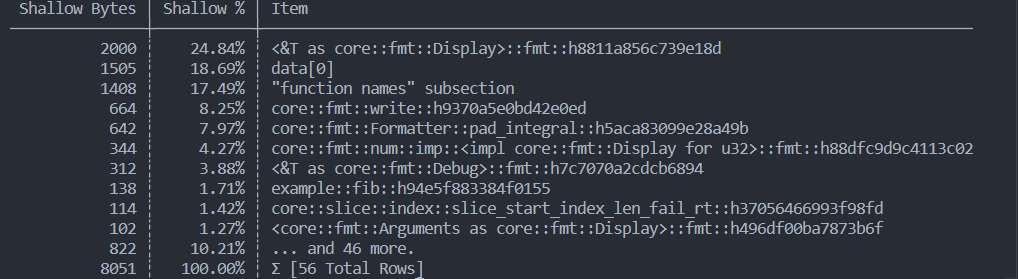 Shallow Bytes │ Shallow % │ Item
2000 ┊ 24.84% ┊ <&T as core::fmt::Display>::fmt::h8811a856c739e18d
1505 ┊ 18.69% ┊ data[0]
1408 ┊ 17.49% ┊ "function names" subsection
664 ┊ 8.25% ┊ core::fmt::write::h9370a5e0bd42e0ed
642 ┊ 7.97% ┊ core::fmt::Formatter::pad_integral::h5aca83099e28a49b
344 ┊ 4.27% ┊ core::fmt::num::imp::<impl core::fmt::Display for u32>::fmt::h88dfc9d9c4113c02
312 ┊ 3.88% ┊ <&T as core::fmt::Debug>::fmt::h7c7070a2cdcb6894
138 ┊ 1.71% ┊ example::fib::h94e5f883384f0155
114 ┊ 1.42% ┊ core::slice::index::slice_start_index_len_fail_rt::h37056466993f98fd
102 ┊ 1.27% ┊ <core::fmt::Arguments as core::fmt::Display>::fmt::h496df00ba7873b6f
822 ┊ 10.21% ┊ ... and 46 more.
8051 ┊ 100.00% ┊ Σ [56 Total Rows]